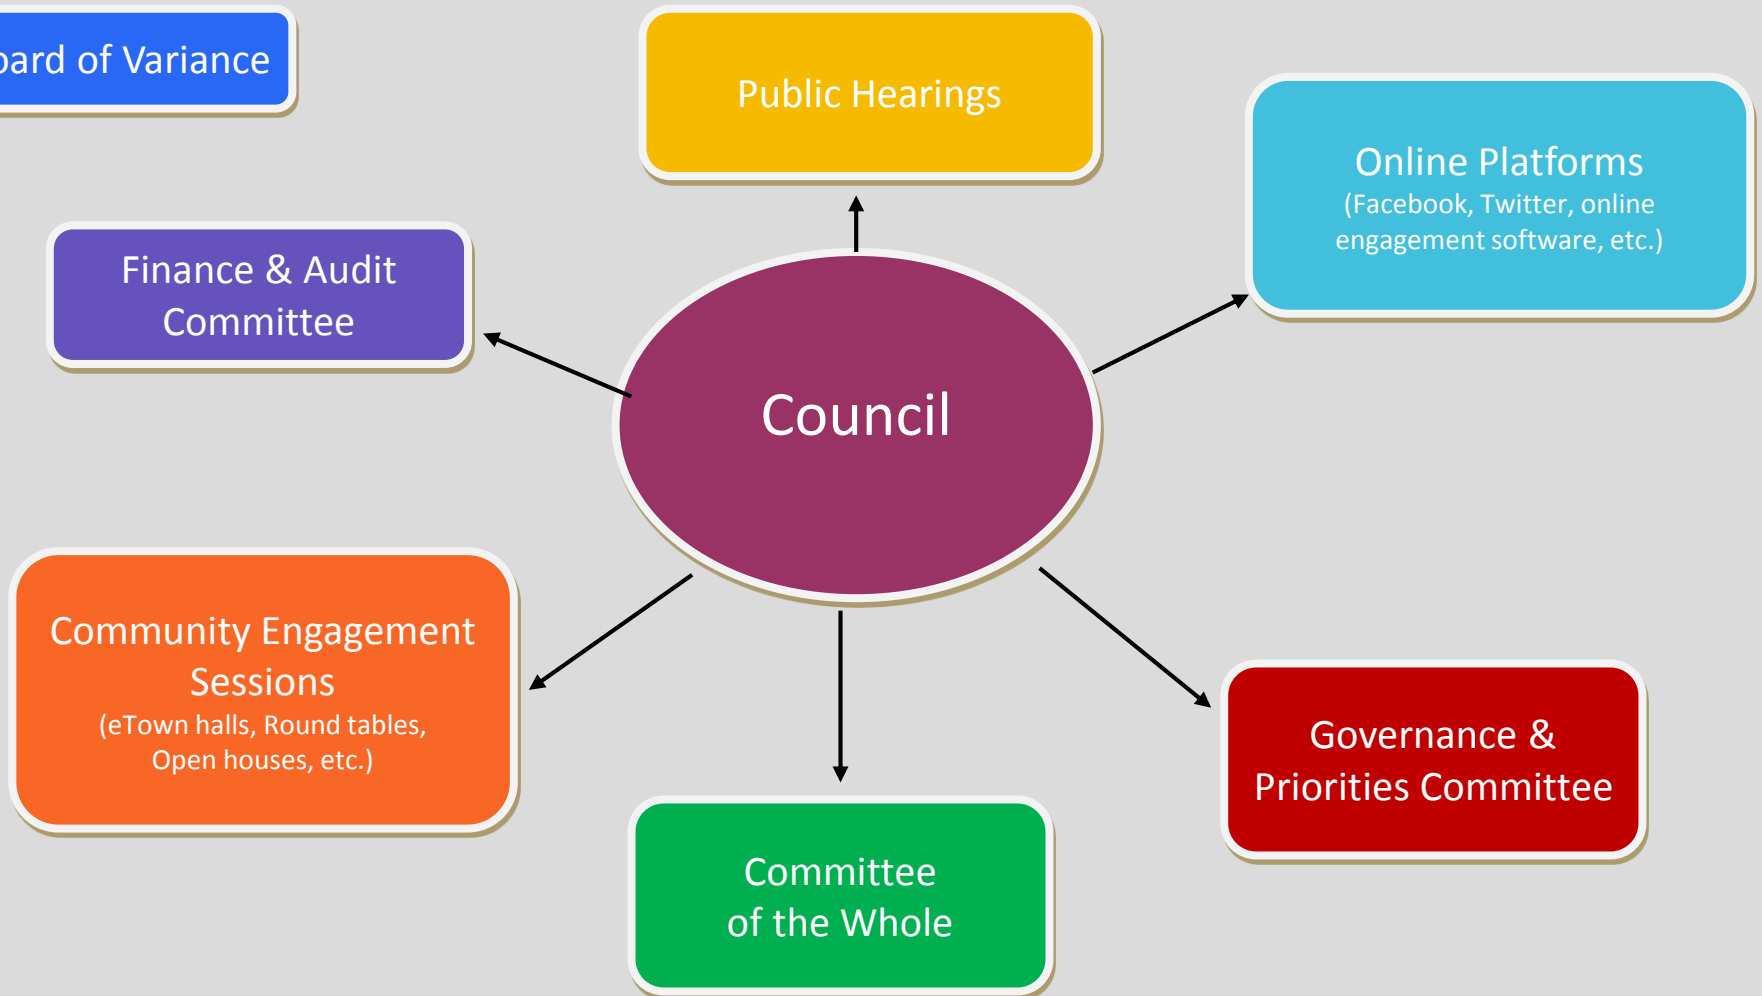 oard of Variance
Public Hearings
Online Platforms
(Facebook, Twitter, online
engagement software, etc.)
Finance & Audit
Committee
Council
Community Engagement
Sessions
(eTown halls, Round tables,
Open houses, etc.)
Governance &
Priorities Committee
Committee
of the Whole